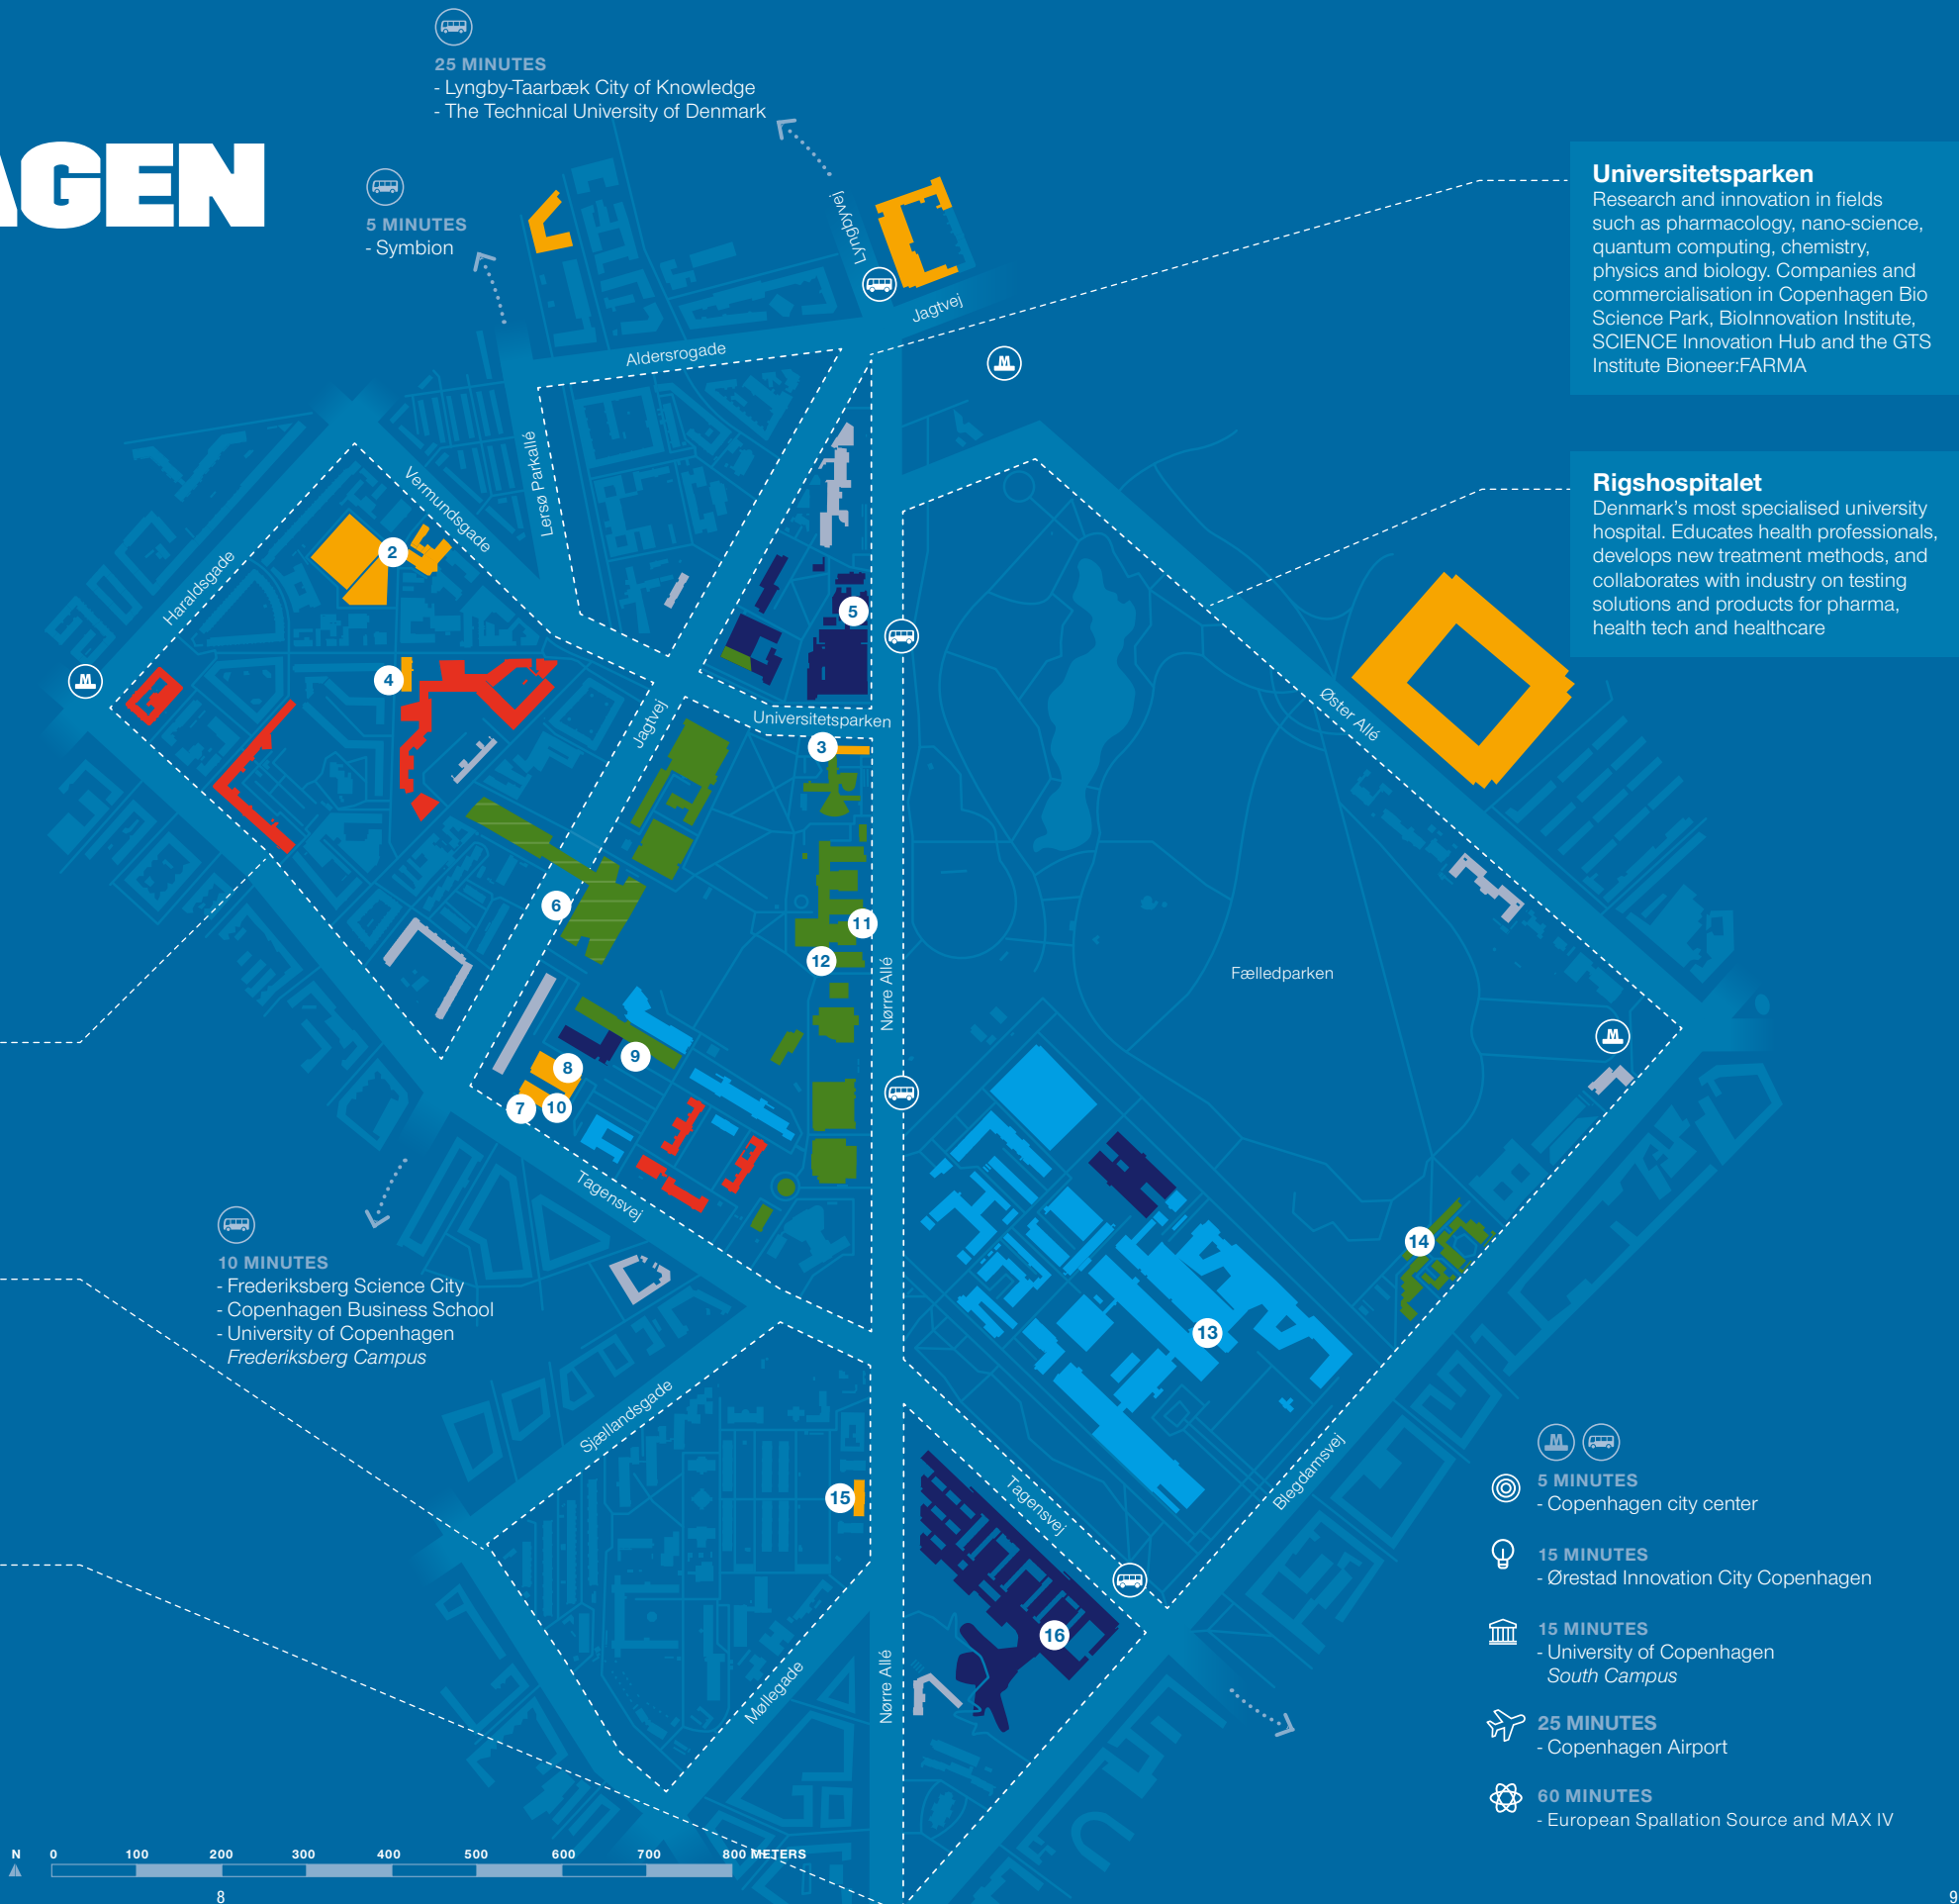 25 MINUTES
- Lyngby-Taarbæk City of Knowledge
- The Technical University of Denmark
AGEN
5 MINUTES
- Symbion
Universitetsparken
Research and innovation in fields
such as pharmacology, nano-science,
quantum computing, chemistry,
physics and biology. Companies and
commercialisation in Copenhagen Bio
Science Park, BioInnovation Institute,
SCIENCE Innovation Hub and the GTS
Institute Bioneer:FARMA
Rigshospitalet
Denmark's most specialised university
hospital. Educates health professionals,
develops new treatment methods, and
collaborates with industry on testing
solutions and products for pharma,
health tech and healthcare
Lyngbyvej
Jagtvej
Aldersrogade
M
Lersø Parkallé
Vermundsgade
Haraldsgade
2
5
4
M
Jagtvej
Universitetsparken
3
Øster Allé
6
11
12
Fælledparken
Nørre Allé
M
9
8
7
10
Tagensvej
14
13
10 MINUTES
- Frederiksberg Science City
- Copenhagen Business School
- University of Copenhagen
Frederiksberg Campus
Sjællandsgade
15
Tagensvej
Blegdamsvej
16
Nørre Allé
Møllegade
M
5 MINUTES
- Copenhagen city center
15 MINUTES
- Ørestad Innovation City Copenhagen
15 MINUTES
- University of Copenhagen
South Campus
25 MINUTES
- Copenhagen Airport
60 MINUTES
- European Spallation Source and MAX IV
N 0 100 200 300 400 500 600 700 800 METERS
8
9